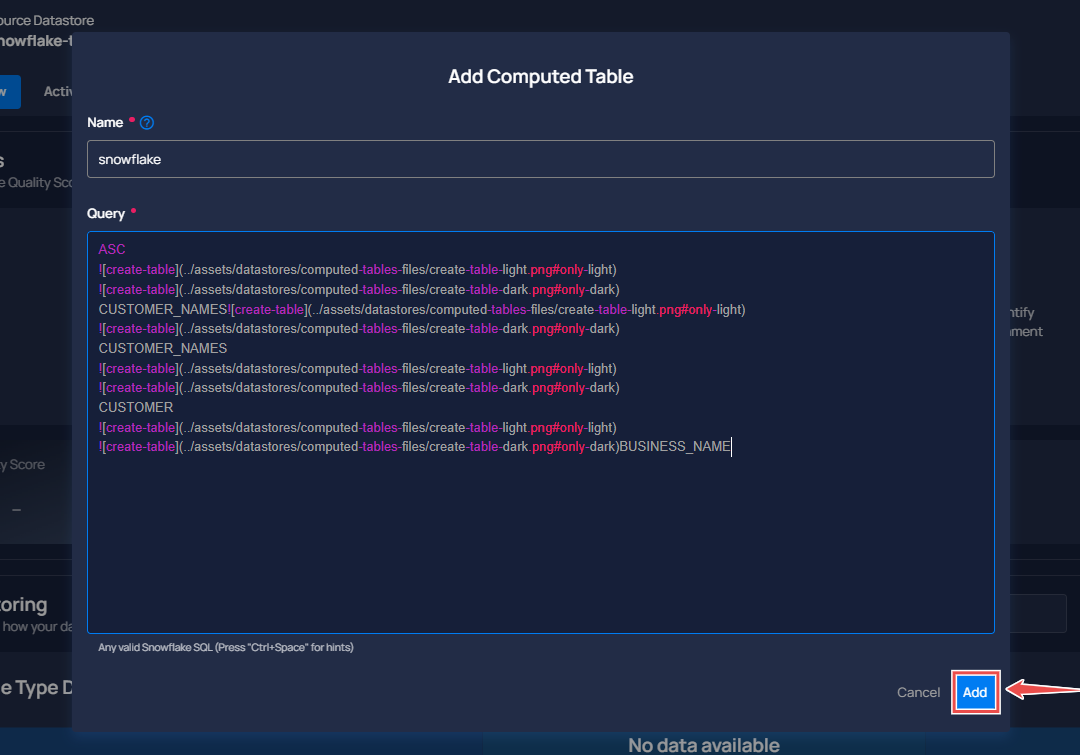 ource Datastore
nowflake-t
w
Activ
Add Computed Table
Name *
snowflake
s
e Quality Sco
Query *
ASC
![create-table](../assets/datastores/computed-tables-files/create-table-light.png#only-light)
![create-table](../assets/datastores/computed-tables-files/create-table-dark.png#only-dark)
CUSTOMER_NAMES![create-table](../assets/datastores/computed-tables-files/create-table-light.png#only-light)
![create-table](../assets/datastores/computed-tables-files/create-table-dark.png#only-dark)
CUSTOMER_NAMES
![create-table](../assets/datastores/computed-tables-files/create-table-light.png#only-light)
![create-table](../assets/datastores/computed-tables-files/create-table-dark.png#only-dark)
CUSTOMER
![create-table](../assets/datastores/computed-tables-files/create-table-light.png#only-light)
![create-table](../assets/datastores/computed-tables-files/create-table-dark.png#only-dark)BUSINESS_NAME
ntify
ment
y Score
–
Any valid Snowflake SQL (Press "Ctrl+Space" for hints)
toring
how your da
Cancel
Add
e Type D
No data available